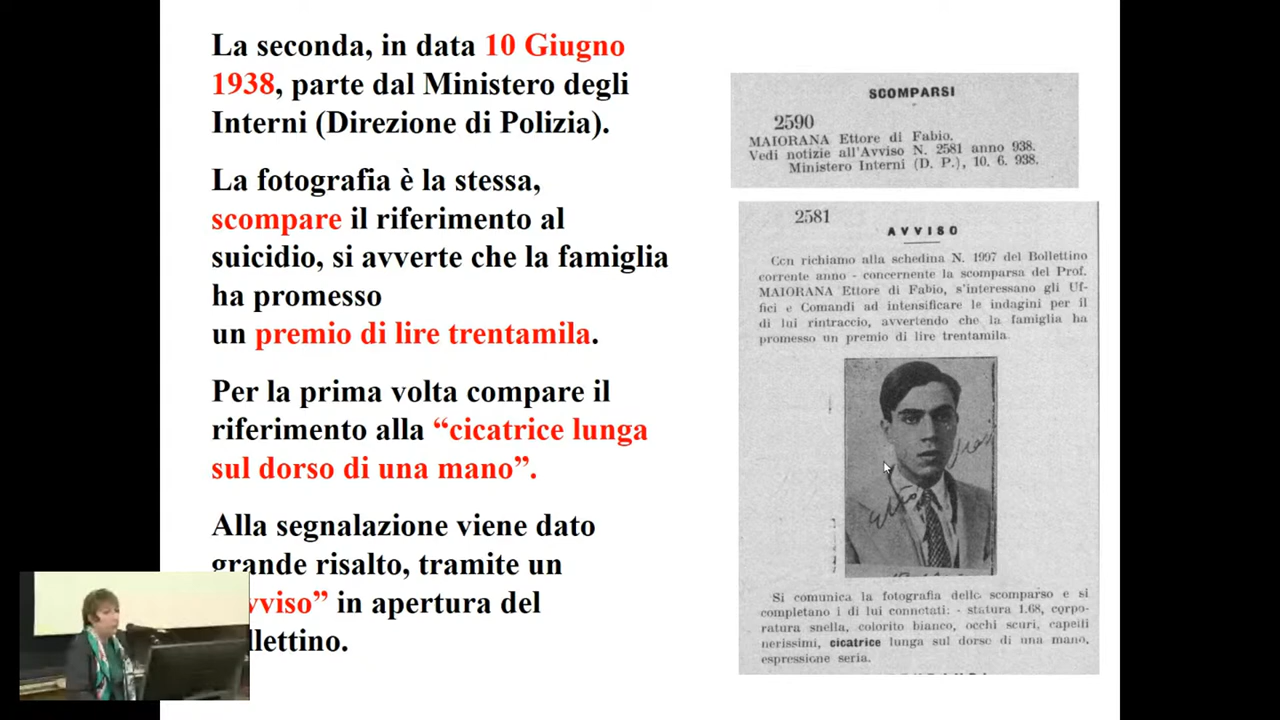 La seconda, in data 10 Giugno
1938, parte dal Ministero degli
Interni (Direzione di Polizia).
La fotografia è la stessa,
scompare il riferimento al
suicidio, si avverte che la famiglia
ha promesso
un premio di lire trentamila.
Per la prima volta compare il
riferimento alla “cicatrice lunga
sul dorso di una mano”.
Alla segnalazione viene dato
grande risalto, tramite un
vviso” in apertura del
llettino.
SCOMPARSI
2590
MAIORANA Ettore di Fabio.
Vedi notizie all'Avviso N. 2581 anno 938.
Ministero Interni (D. P.), 10. 6. 938.
2581
AVVISO
Con richiamo alla schedina N. 1997 del Bollettino
corrente anno - concernente la scomparsa del Prof.
MAIORANA Ettore di Fabio, s'interessano gli Uf-
fici e Comandi ad intensificare le indagini per il
di lui rintraccio, avvertendo che la famiglia ha
promesso un premio di lire trentamila.
Si comunica la fotografia dello scomparso e si
completano i di lui connotati: - statura 1.68, corpo-
ratura snella, colorito bianco, occhi scuri, capelli
nerissimi, cicatrice lunga sul dorso di una mano,
espressione seria.